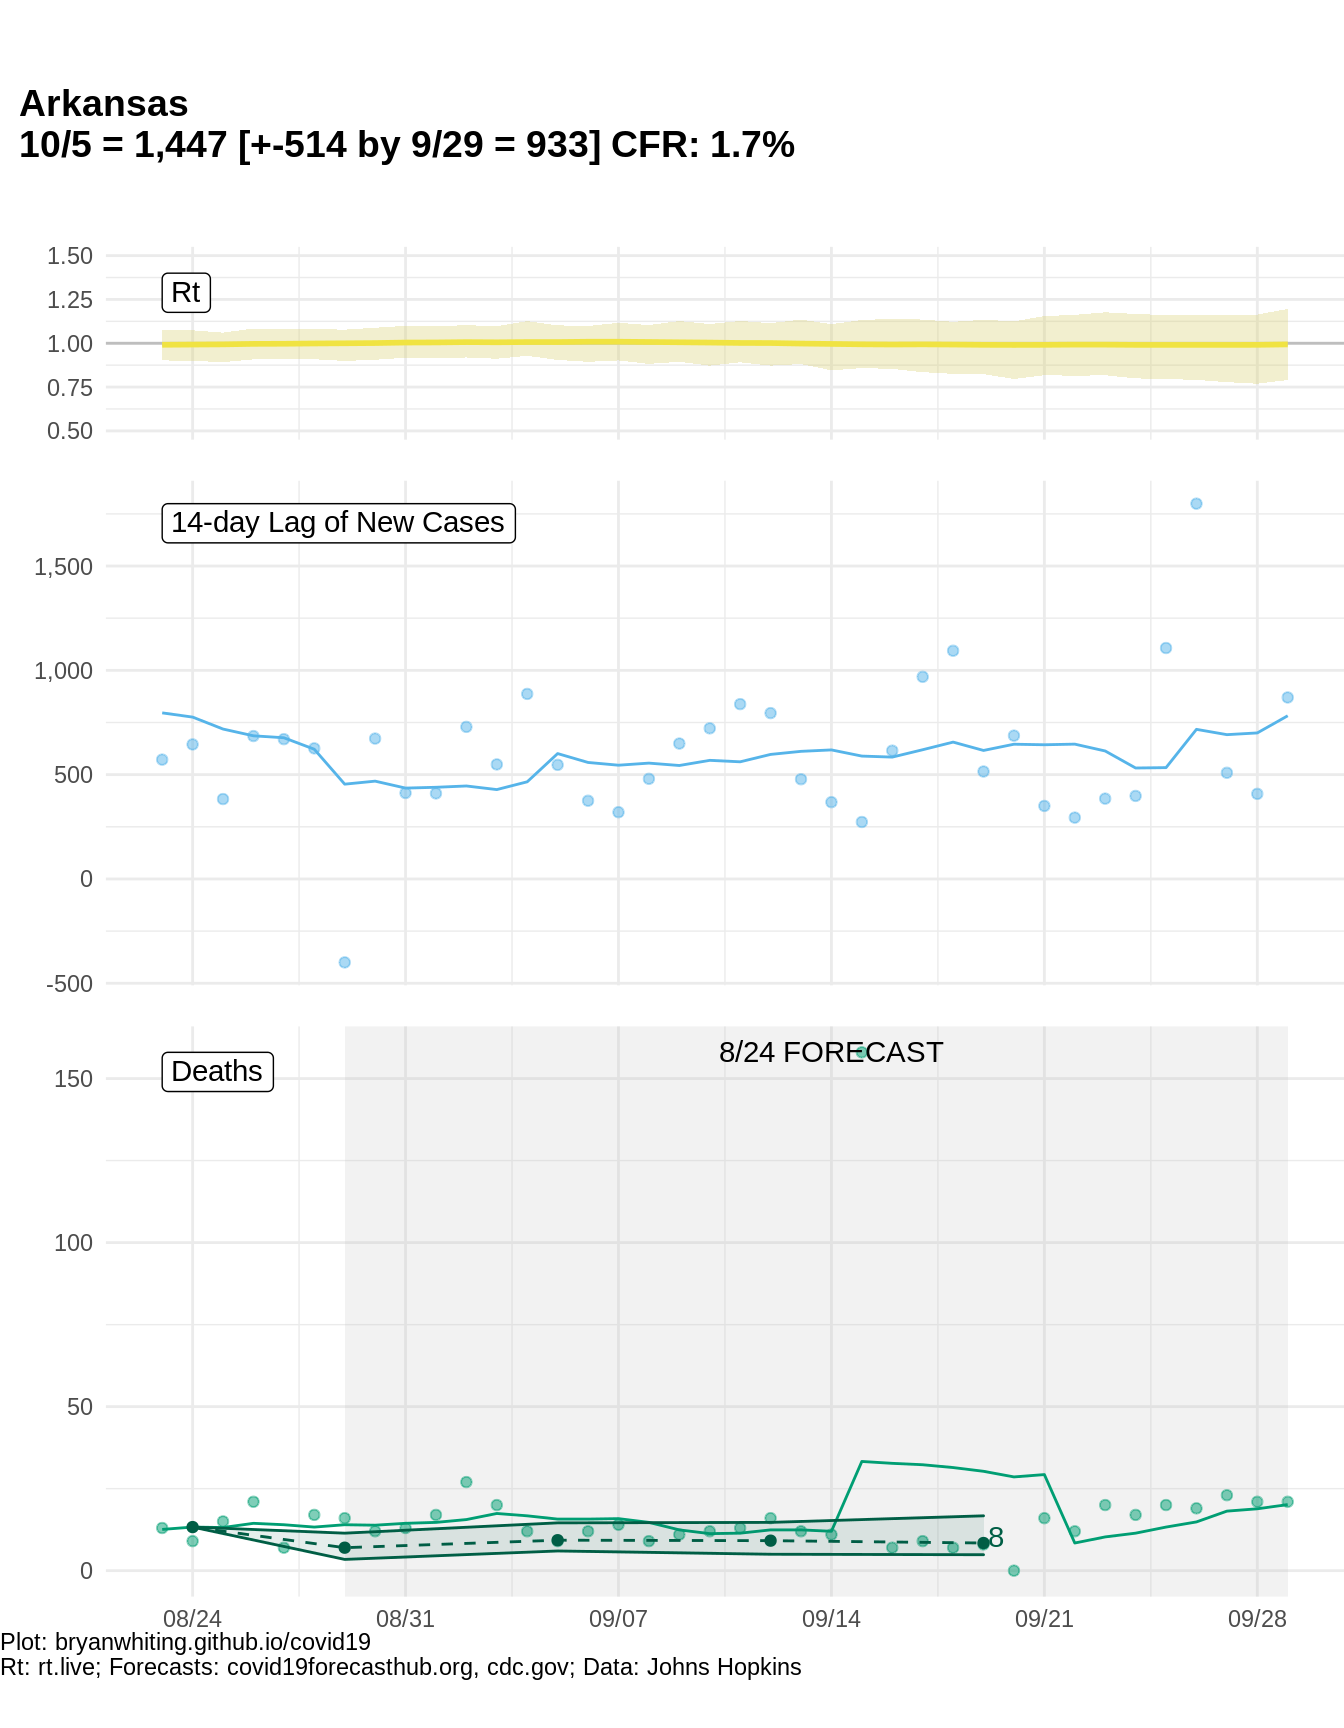 Arkansas
10/5 = 1,447 [+-514 by 9/29 = 933] CFR: 1.7%
1.50
Rt
1.25
1.00
0.75
0.50
14-day Lag of New Cases
1,500
1,000
500
0
-500
8/24 FORECAST
Deaths
150
100
50
8
0
08/24 08/31 09/07 09/14 09/21 09/28
Plot: bryanwhiting.github.io/covid19
Rt: rt.live; Forecasts: covid19forecasthub.org, cdc.gov; Data: Johns Hopkins